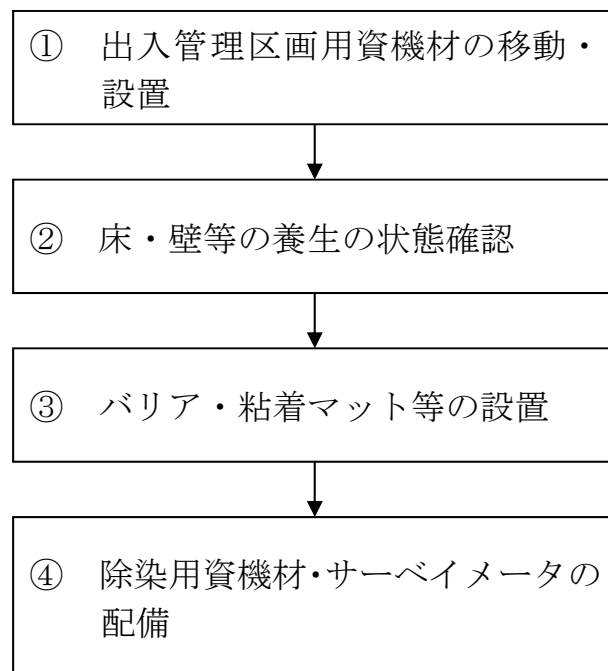 ① 出入管理区画用資機材の移動・
設置
② 床・壁等の養生の状態確認
③ バリア・粘着マット等の設置
④ 除染用資機材・サーベイメータの
配備